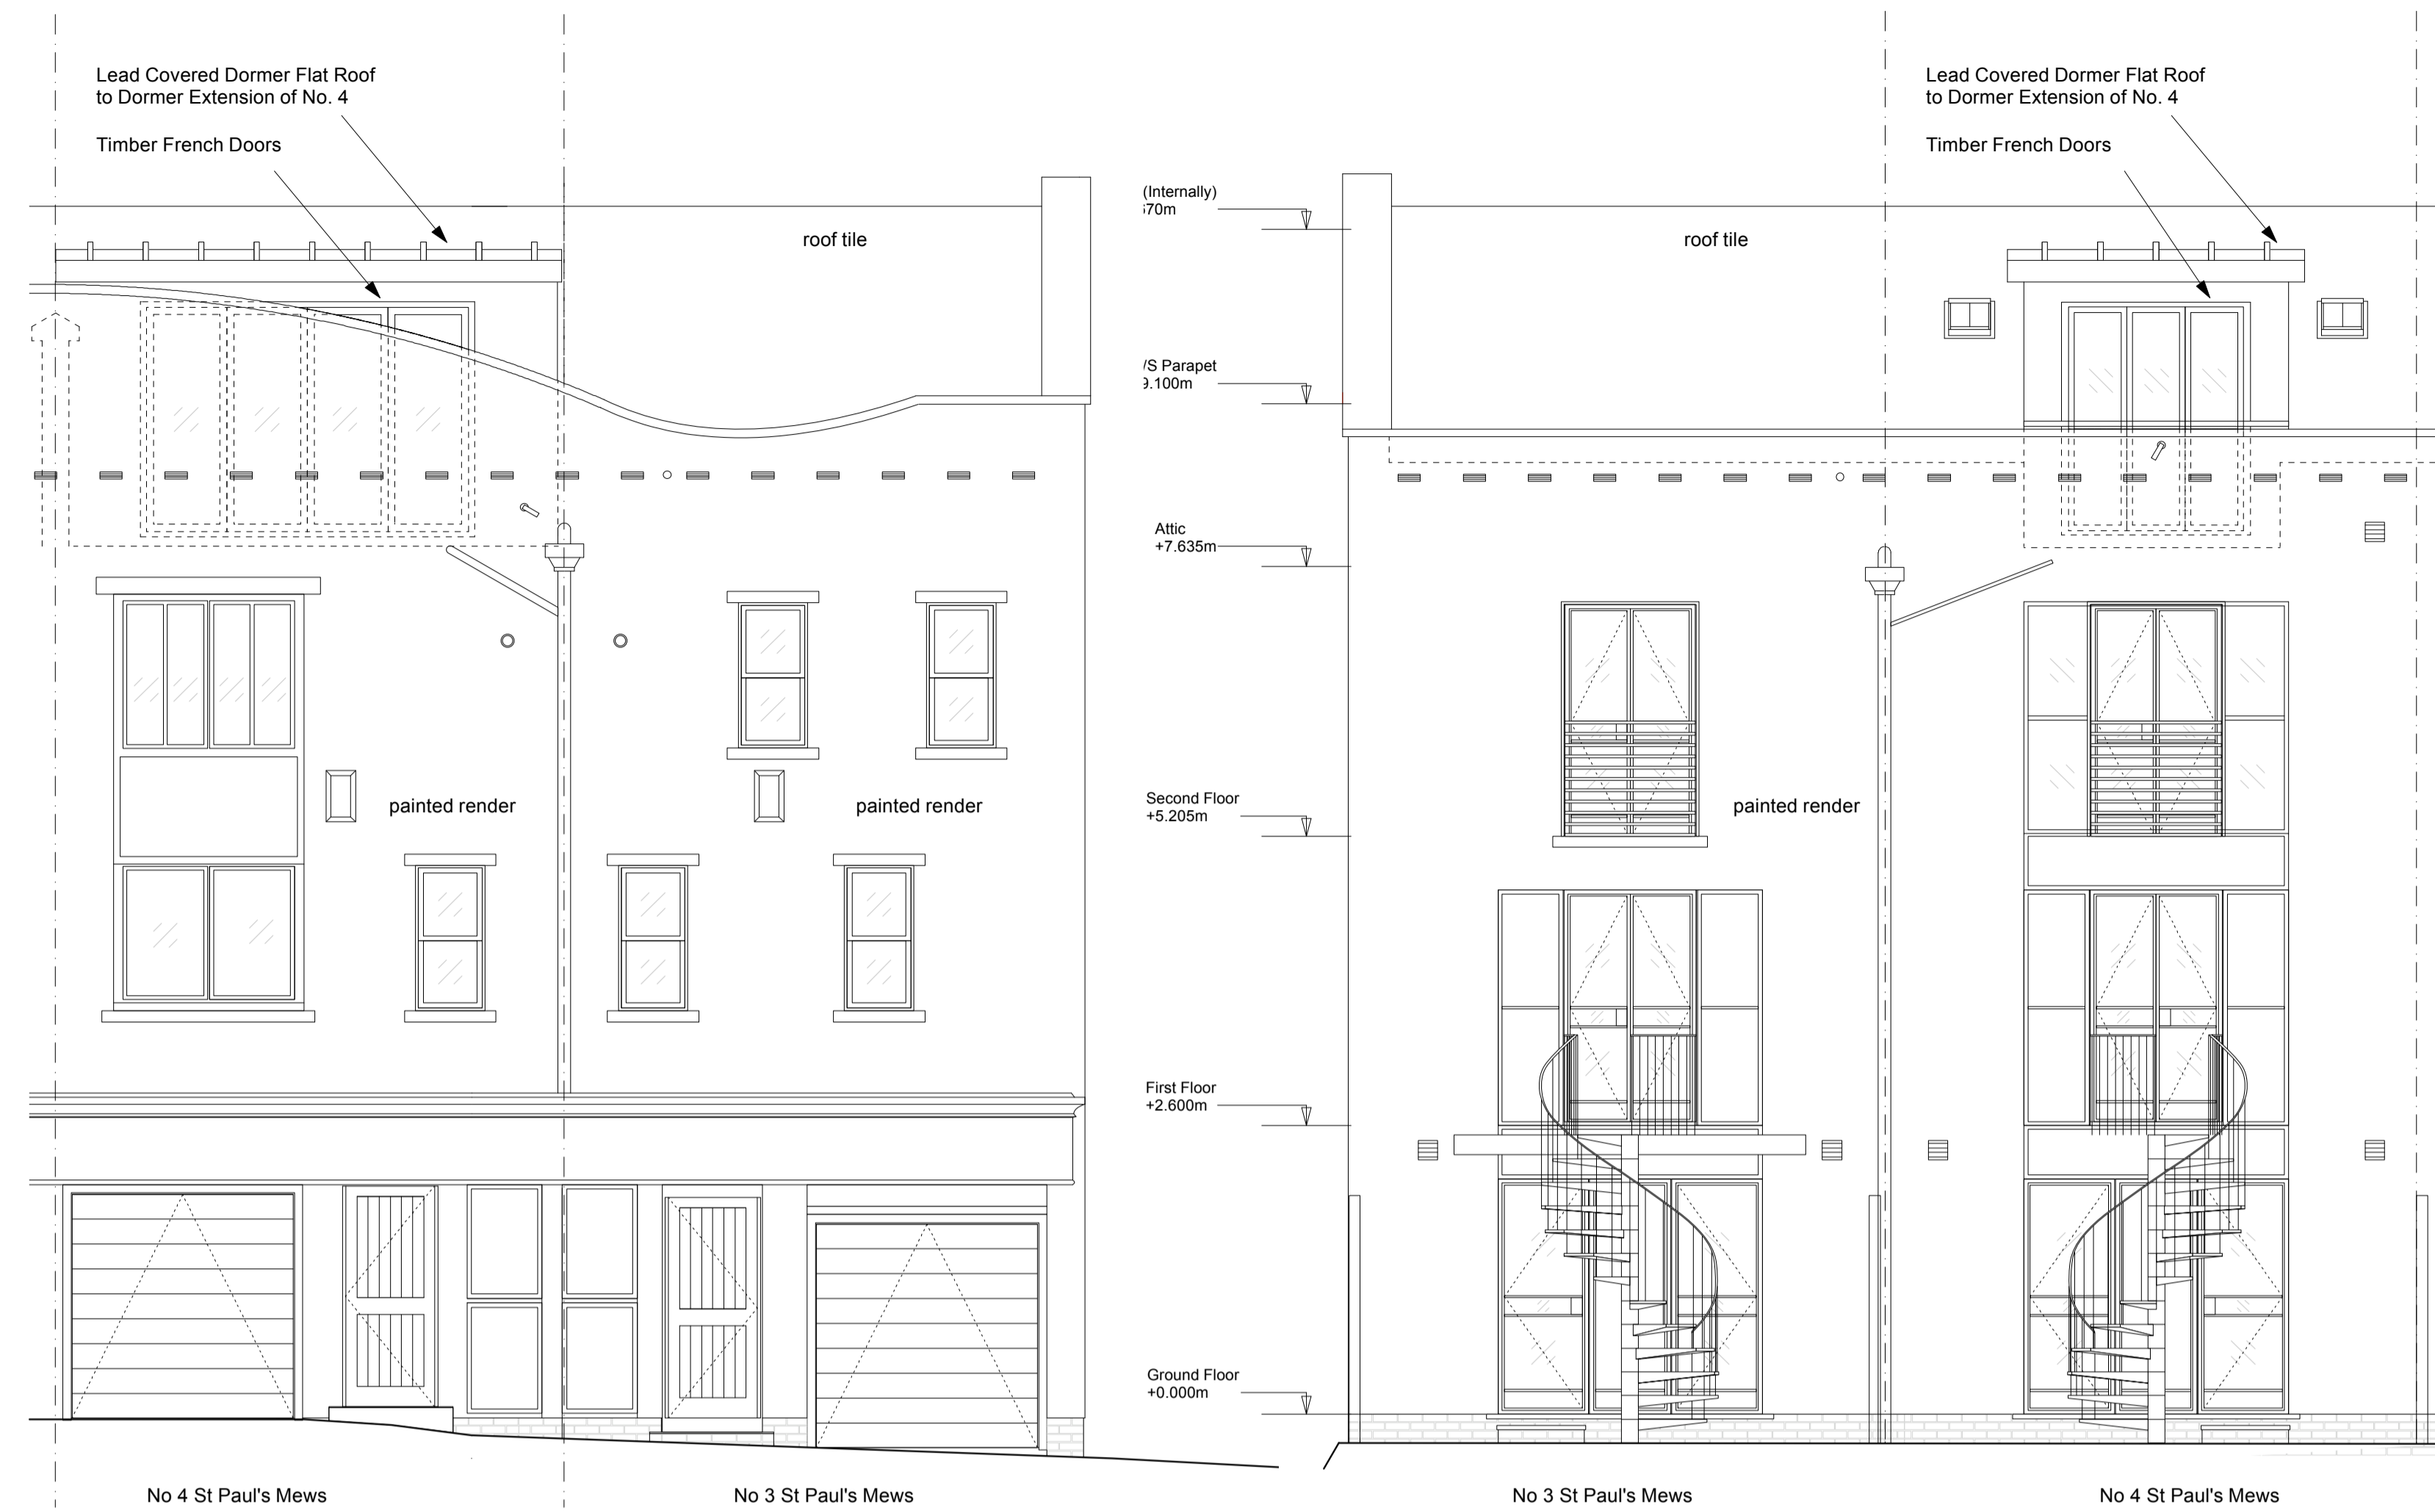 Lead Covered Dormer Flat Roof
to Dormer Extension of No. 4
Timber French Doors
roof tile
painted render
painted render
No 4 St Paul's Mews
No 3 St Paul's Mews
(Internally)
70m
/S Parapet
9.100m
Attic
+7.635m
Second Floor
+5.205m
First Floor
+2.600m
Ground Floor
+0.000m
Lead Covered Dormer Flat Roof
to Dormer Extension of No. 4
Timber French Doors
roof tile
painted render
No 3 St Paul's Mews
No 4 St Paul's Mews